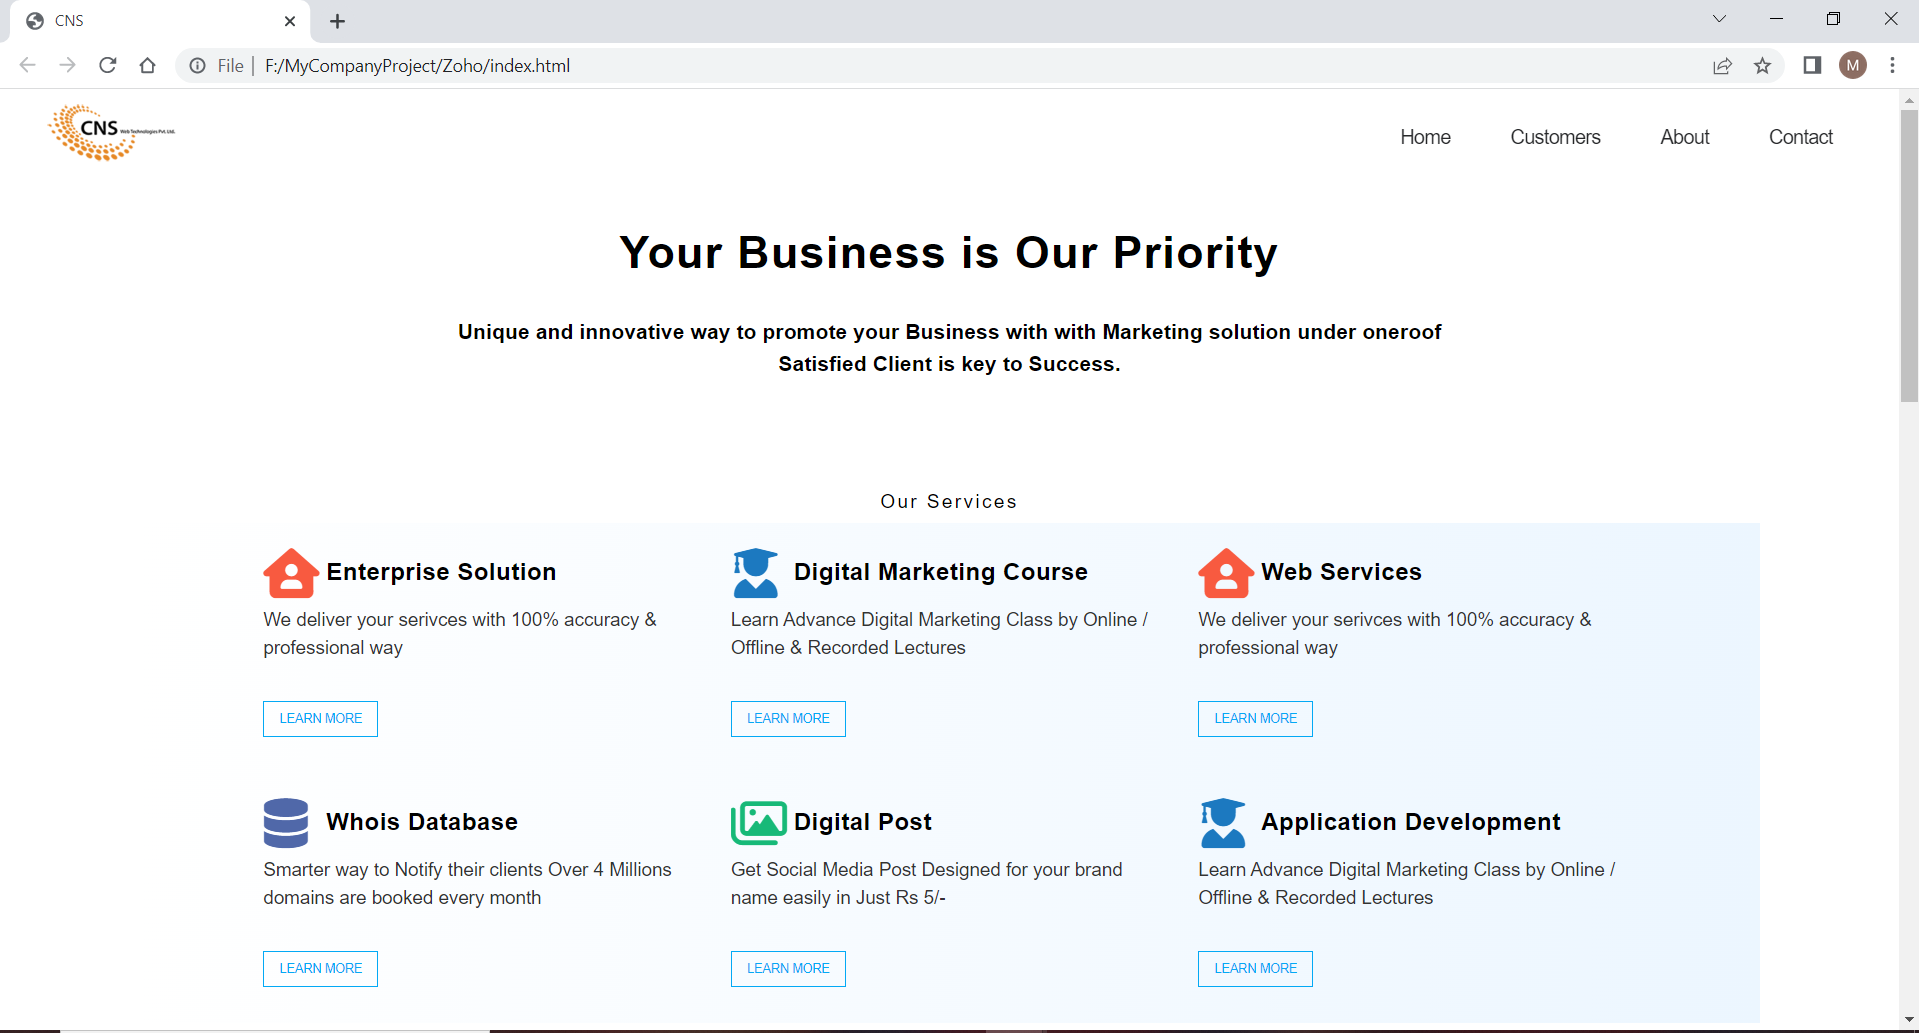 CNS
File
F:/MyCompanyProject/Zoho/index.html
M
CNS Web Technologies Pvt. Ltd.
Home Customers About Contact
Your Business is Our Priority
Unique and innovative way to promote your Business with with Marketing solution under oneroof
Satisfied Client is key to Success.
Our Services
Enterprise Solution
We deliver your serivces with 100% accuracy &
professional way
LEARN MORE
Digital Marketing Course
Learn Advance Digital Marketing Class by Online /
Offline & Recorded Lectures
LEARN MORE
Web Services
We deliver your serivces with 100% accuracy &
professional way
LEARN MORE
Whois Database
Smarter way to Notify their clients Over 4 Millions
domains are booked every month
LEARN MORE
Digital Post
Get Social Media Post Designed for your brand
name easily in Just Rs 5/-
LEARN MORE
Application Development
Learn Advance Digital Marketing Class by Online /
Offline & Recorded Lectures
LEARN MORE